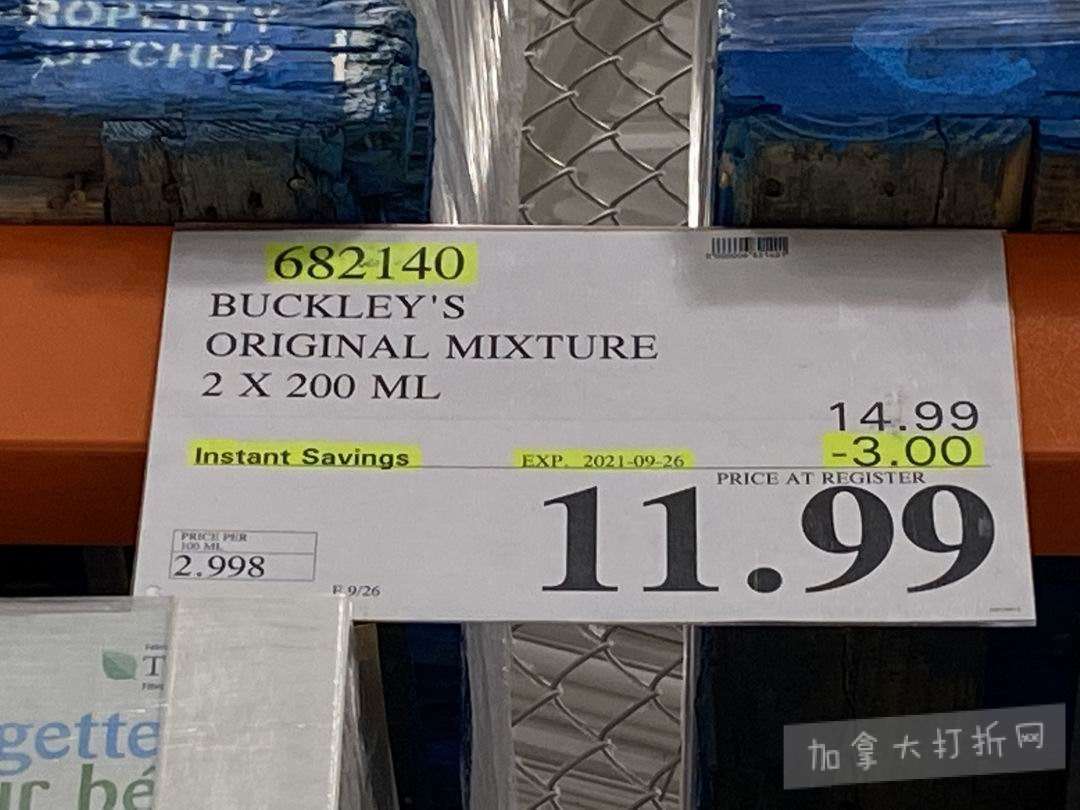 PROPERTY
OF CHEP
682140
BUCKLEY'S
ORIGINAL MIXTURE
2 X 200 ML
14.99
Instant Savings
EXP. 2021-09-26
-3.00
PRICE AT REGISTER
11.99
PRICE PER
100 ML
2.998
E 9/26
T
gette
ur bé
加拿大打折网